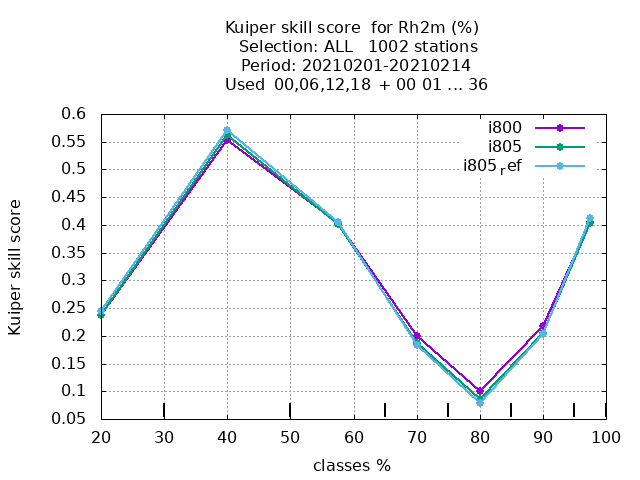 Kuiper skill score  for Rh2m (%)
Selection: ALL   1002 stations
Period: 20210201-20210214
Used  00,06,12,18  + 00 01 ... 36
0.6
0.55
0.5
0.45
0.4
0.35
0.3
0.25
0.2
0.15
0.1
0.05
Kuiper skill score
i800
i805
i805ref
20 30 40 50 60 70 80 90 100
classes %